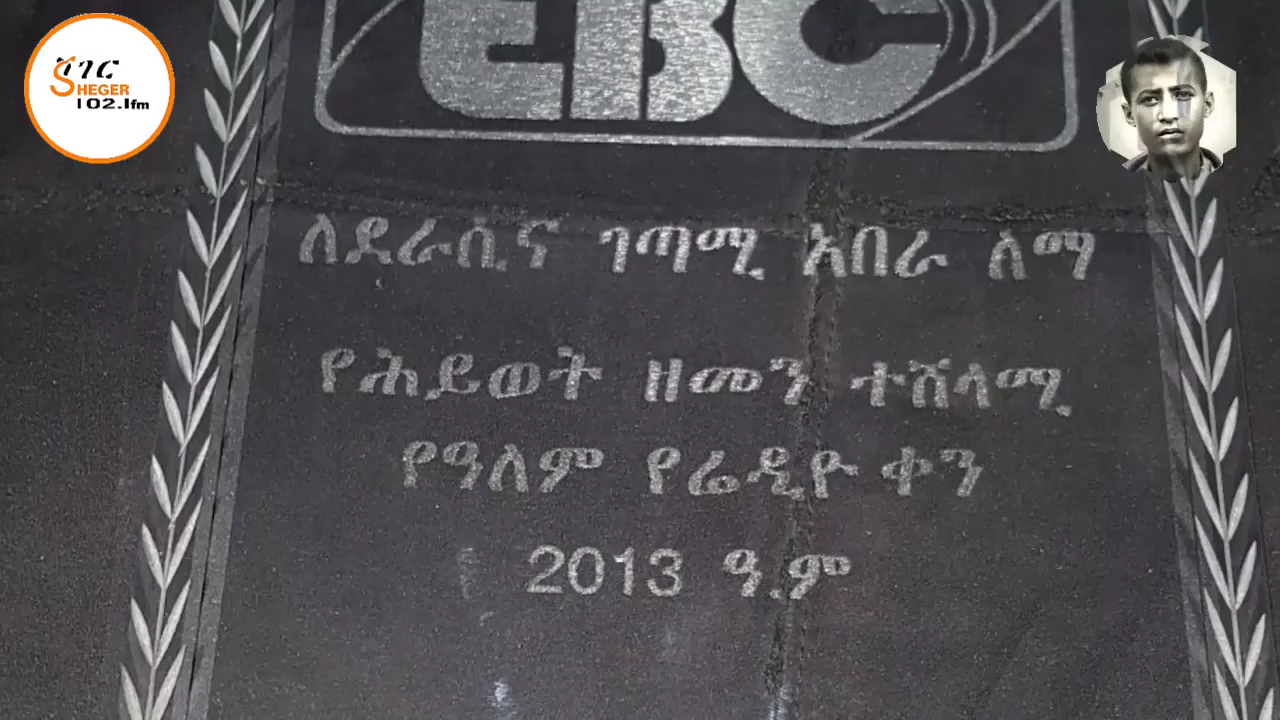 ሸገር
SHEGER
102.1fm
EBC
ለደራሲና ገጣሚ አበራ ለማ
የሕይወት ዘመን ተሸላሚ
የዓለም የሬዲዮ ቀን
2013 ዓ.ም